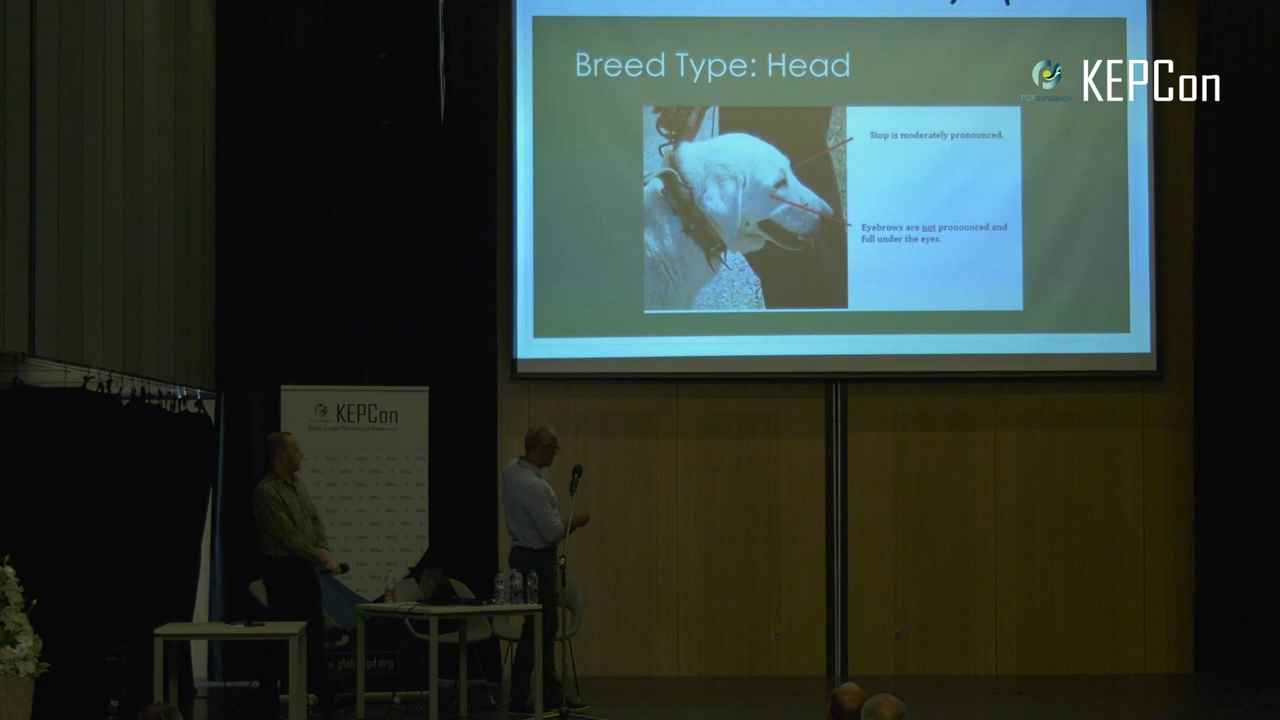 Breed Type: Head
PDFoundation
KEPCon
Stop is moderately pronounced.
Eyebrows are not pronounced and
full under the eyes.
KEPCon